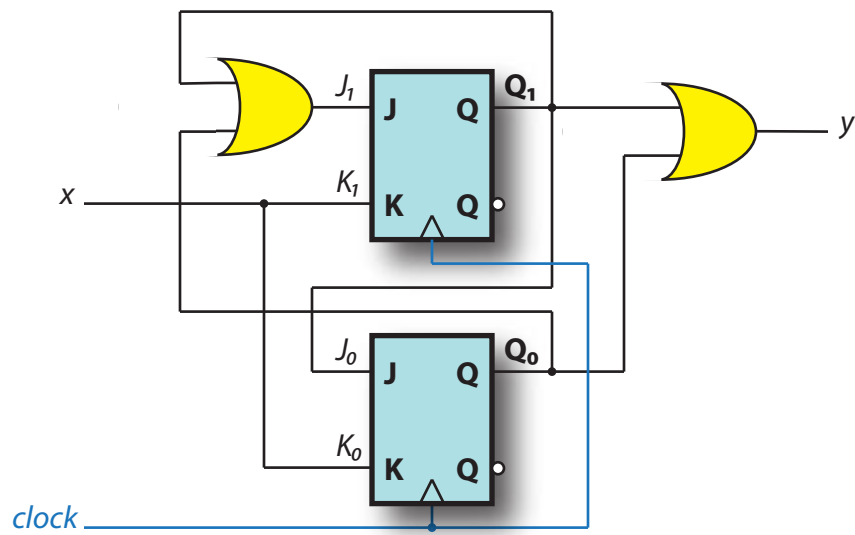 J₁
J Q Q₁
y
x
K₁
K Q
J₀
J Q Q₀
K₀
K Q
clock